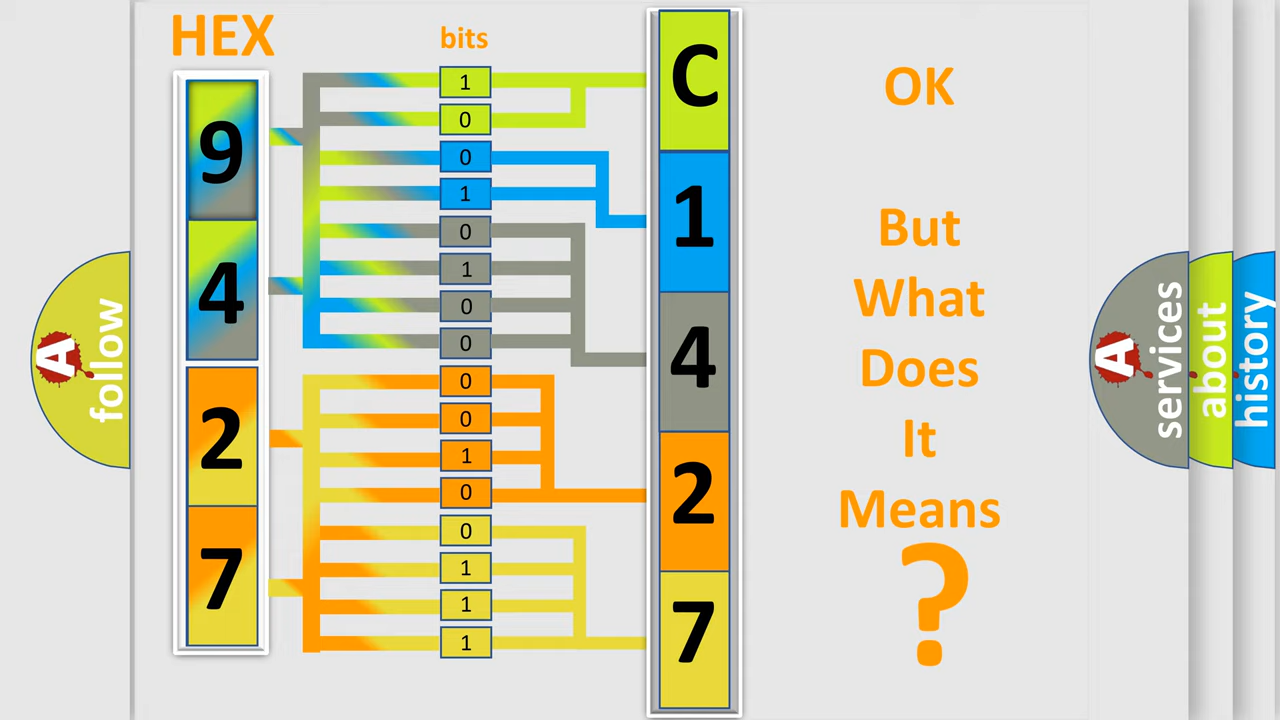 HEX
bits
9
4
2
7
1
0
0
1
0
1
0
0
0
0
1
0
0
1
1
1
C
1
4
2
7
OK
But
What
Does
It
Means
?
A
follow
A
services
about
history